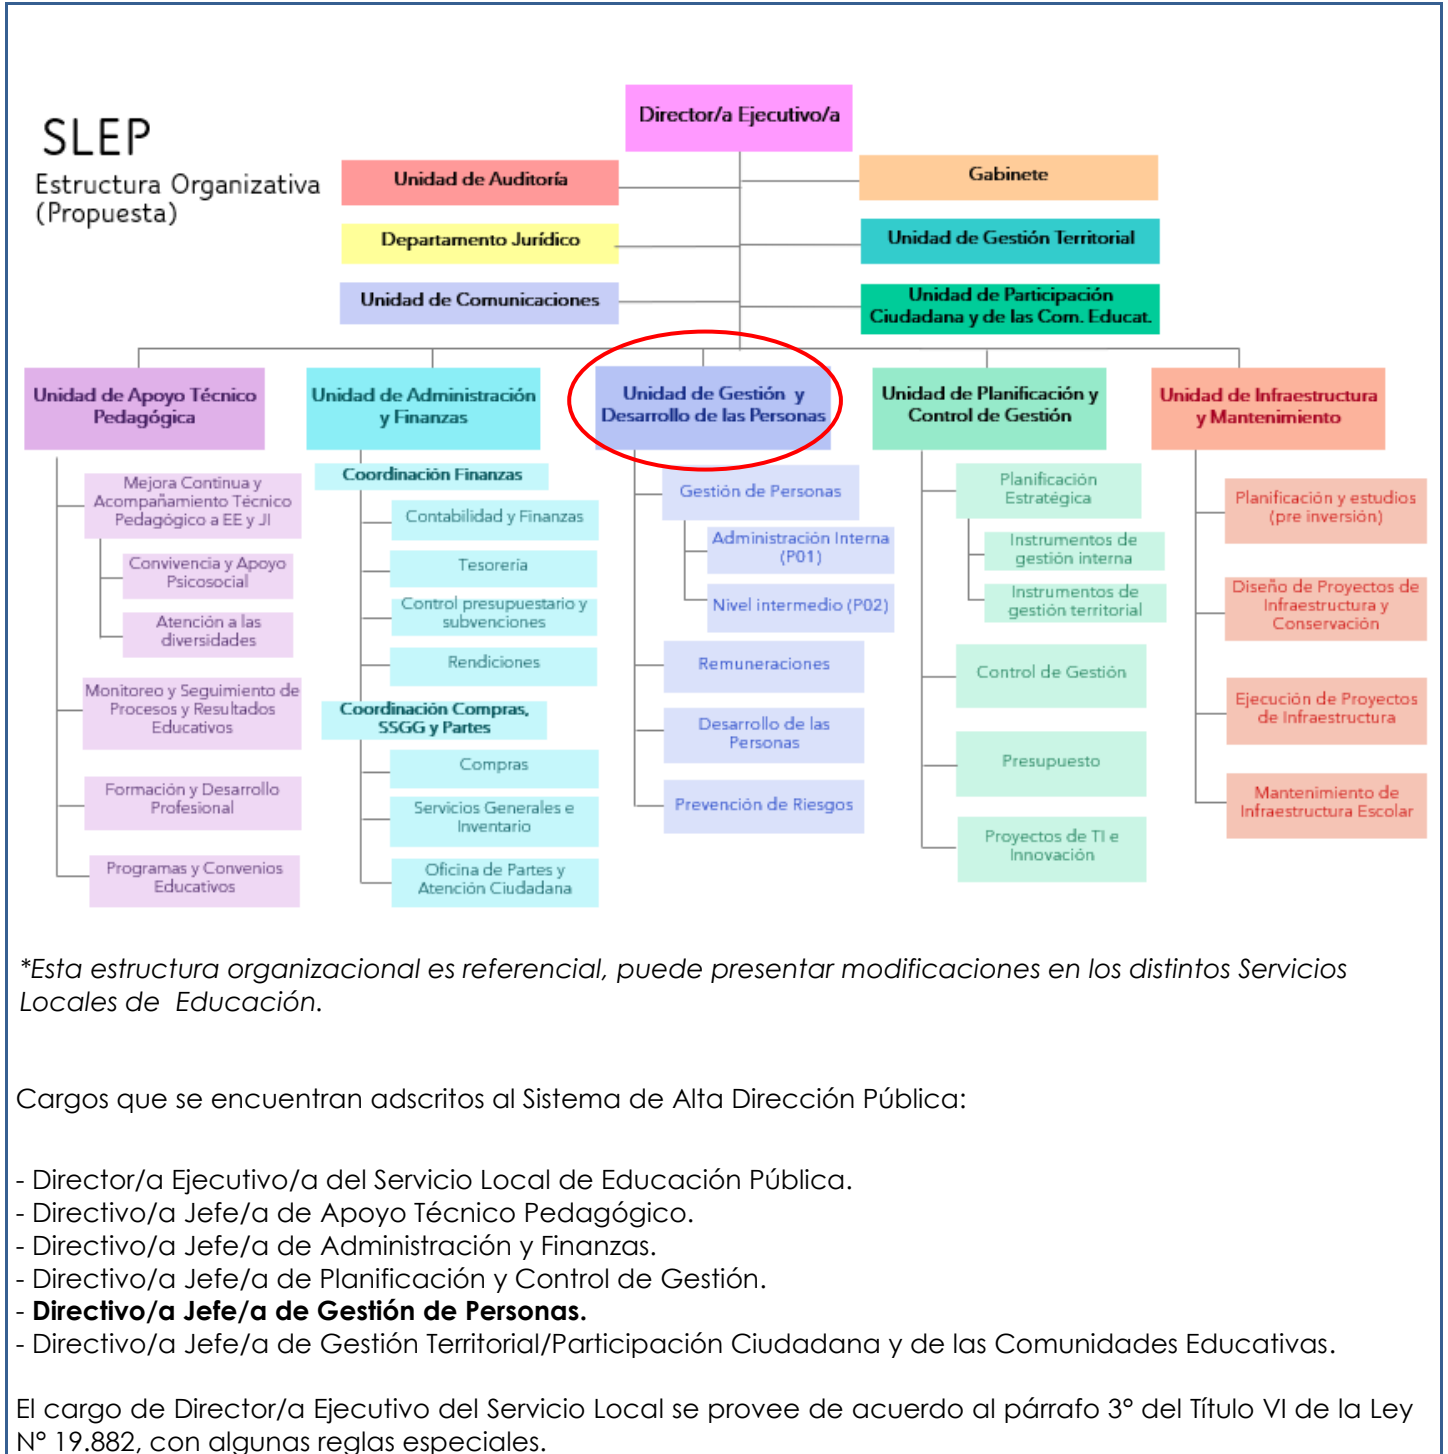 SLEP
Estructura Organizativa
(Propuesta)
Director/a Ejecutivo/a
Unidad de Auditoría
Gabinete
Departamento Jurídico
Unidad de Gestión Territorial
Unidad de Comunicaciones
Unidad de Participación
Ciudadana y de las Com. Educat.
Unidad de Apoyo Técnico
Pedagógica
Mejora Continua y
Acompañamiento Técnico
Pedagógico a EE y JI
Convivencia y Apoyo
Psicosocial
Atención a las
diversidades
Monitoreo y Seguimiento de
Procesos y Resultados
Educativos
Formación y Desarrollo
Profesional
Programas y Convenios
Educativos
Unidad de Administración
y Finanzas
Coordinación Finanzas
Contabilidad y Finanzas
Tesorería
Control presupuestario y
subvenciones
Rendiciones
Coordinación Compras,
SSGG y Partes
Compras
Servicios Generales e
Inventario
Oficina de Partes y
Atención Ciudadana
Unidad de Gestión y
Desarrollo de las Personas
Gestión de Personas
Administración Interna
(P01)
Nivel intermedio (P02)
Remuneraciones
Desarrollo de las
Personas
Prevención de Riesgos
Unidad de Planificación y
Control de Gestión
Planificación
Estratégica
Instrumentos de
gestión interna
Instrumentos de
gestión territorial
Control de Gestión
Presupuesto
Proyectos de TI e
Innovación
Unidad de Infraestructura
y Mantenimiento
Planificación y estudios
(pre inversión)
Diseño de Proyectos de
Infraestructura y
Conservación
Ejecución de Proyectos
de Infraestructura
Mantenimiento de
Infraestructura Escolar
*Esta estructura organizacional es referencial, puede presentar modificaciones en los distintos Servicios
Locales de Educación.
Cargos que se encuentran adscritos al Sistema de Alta Dirección Pública:
- Director/a Ejecutivo/a del Servicio Local de Educación Pública.
- Directivo/a Jefe/a de Apoyo Técnico Pedagógico.
- Directivo/a Jefe/a de Administración y Finanzas.
- Directivo/a Jefe/a de Planificación y Control de Gestión.
- Directivo/a Jefe/a de Gestión de Personas.
- Directivo/a Jefe/a de Gestión Territorial/Participación Ciudadana y de las Comunidades Educativas.
El cargo de Director/a Ejecutivo del Servicio Local se provee de acuerdo al párrafo 3° del Título VI de la Ley
N° 19.882, con algunas reglas especiales.